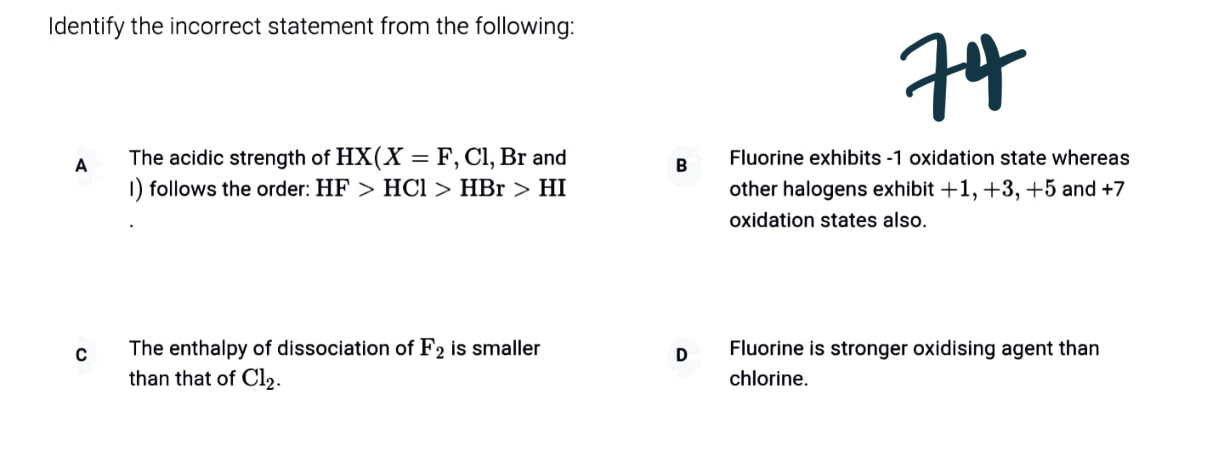 Identify the incorrect statement from the following:
74
A
The acidic strength of HX(X = F, Cl, Br and
I) follows the order: HF > HCl > HBr > HI
.
B
Fluorine exhibits -1 oxidation state whereas
other halogens exhibit +1, +3, +5 and +7
oxidation states also.
C
The enthalpy of dissociation of F₂ is smaller
than that of Cl₂.
D
Fluorine is stronger oxidising agent than
chlorine.